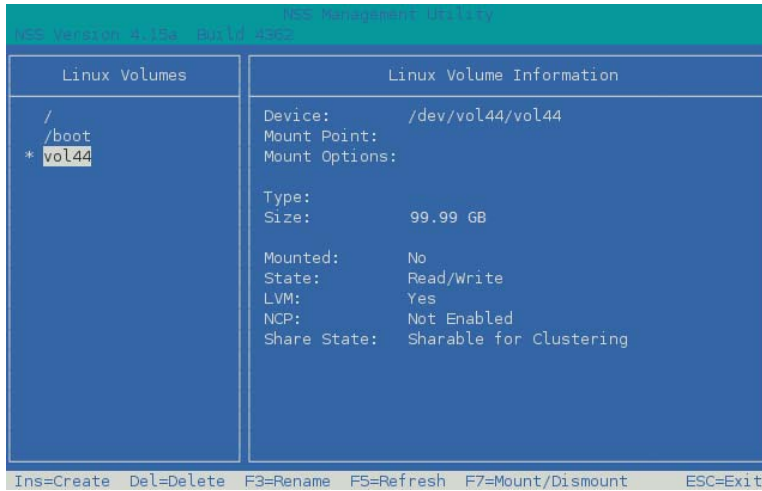 NSS Management Utility
NSS Version 4.15a Build 4362
Linux Volumes
/
/boot
* vol44
Linux Volume Information
Device: /dev/vol44/vol44
Mount Point:
Mount Options:
Type:
Size: 99.99 GB
Mounted: No
State: Read/Write
LVM: Yes
NCP: Not Enabled
Share State: Sharable for Clustering
Ins=Create Del=Delete F3=Rename F5=Refresh F7=Mount/Dismount ESC=Exit